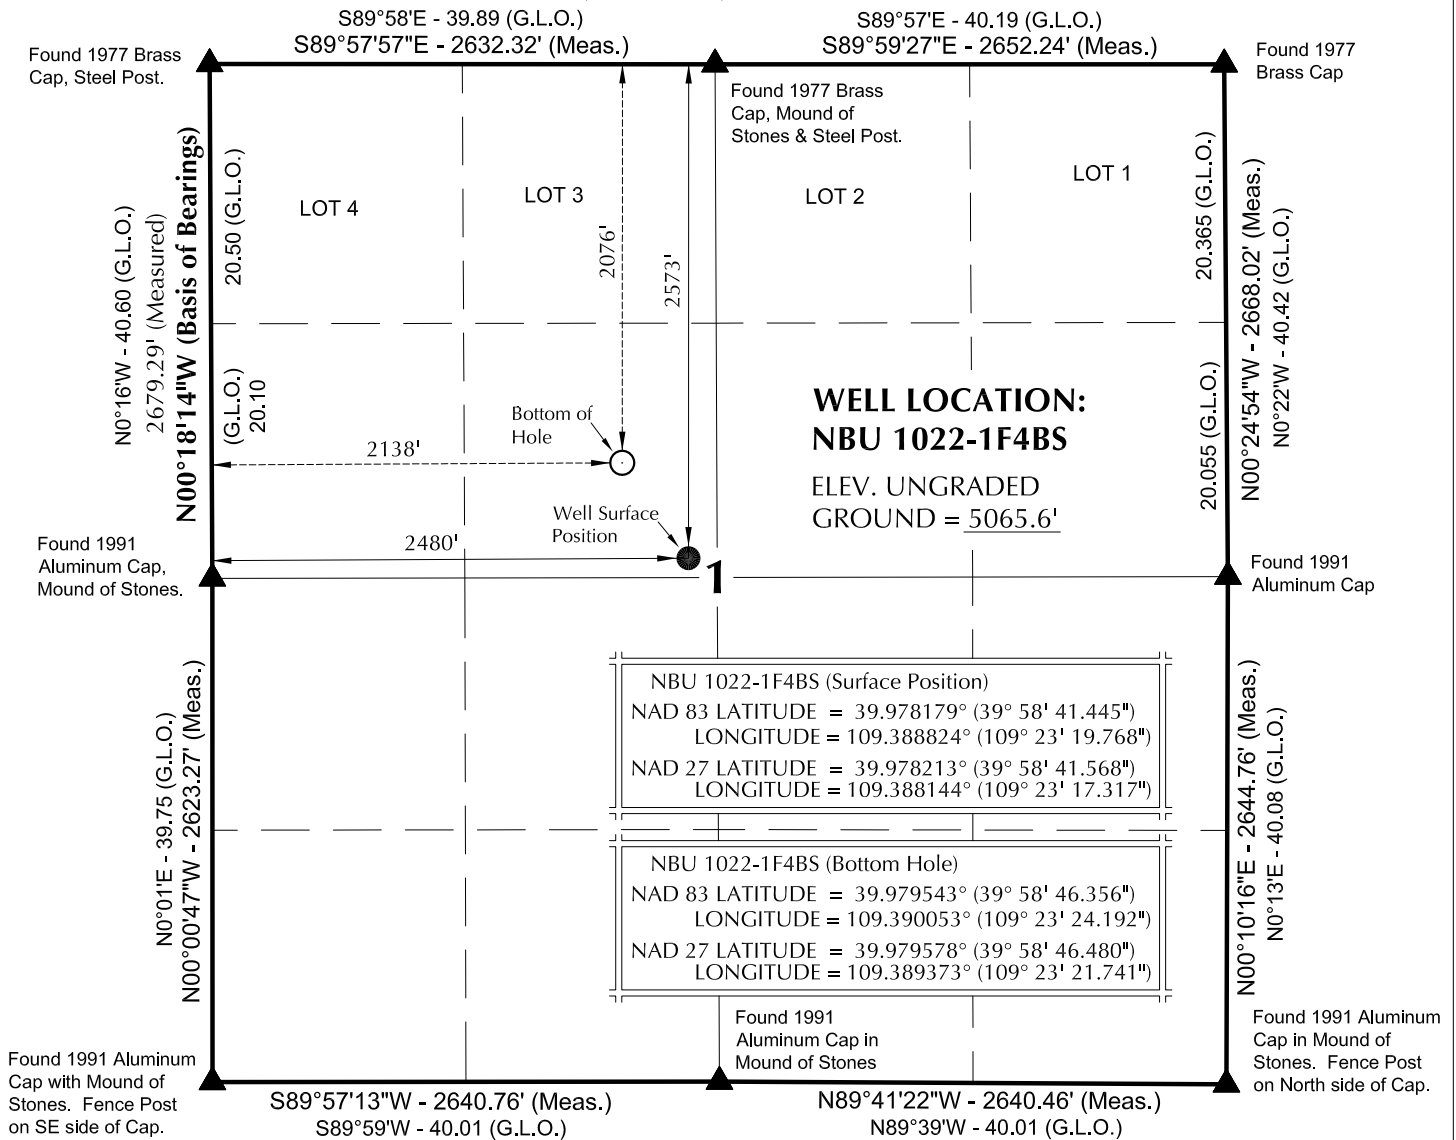 S89°58'E - 39.89 (G.L.O.)
S89°57'57"E - 2632.32' (Meas.)
S89°57'E - 40.19 (G.L.O.)
S89°59'27"E - 2652.24' (Meas.)
Found 1977 Brass
Cap, Steel Post.
Found 1977 Brass
Cap, Mound of
Stones & Steel Post.
Found 1977
Brass Cap
LOT 4
LOT 3
LOT 2
LOT 1
N0°16'W - 40.60 (G.L.O.)
2679.29' (Measured)
N00°18'14"W (Basis of Bearings)
20.50 (G.L.O.)
(G.L.O.)
20.10
2076'
2573'
20.365 (G.L.O.)
20.055 (G.L.O.)
N00°24'54"W - 2668.02' (Meas.)
N0°22'W - 40.42 (G.L.O.)
WELL LOCATION:
NBU 1022-1F4BS
ELEV. UNGRADED
GROUND = 5065.6'
Bottom of
Hole
2138'
Well Surface
Position
2480'
1
Found 1991
Aluminum Cap,
Mound of Stones.
Found 1991
Aluminum Cap
N0°01'E - 39.75 (G.L.O.)
N00°00'47"W - 2623.27' (Meas.)
NBU 1022-1F4BS (Surface Position)
NAD 83 LATITUDE = 39.978179° (39° 58' 41.445")
LONGITUDE = 109.388824° (109° 23' 19.768")
NAD 27 LATITUDE = 39.978213° (39° 58' 41.568")
LONGITUDE = 109.388144° (109° 23' 17.317")
NBU 1022-1F4BS (Bottom Hole)
NAD 83 LATITUDE = 39.979543° (39° 58' 46.356")
LONGITUDE = 109.390053° (109° 23' 24.192")
NAD 27 LATITUDE = 39.979578° (39° 58' 46.480")
LONGITUDE = 109.389373° (109° 23' 21.741")
N00°10'16"E - 2644.76' (Meas.)
N0°13'E - 40.08 (G.L.O.)
Found 1991 Aluminum
Cap with Mound of
Stones. Fence Post
on SE side of Cap.
Found 1991
Aluminum Cap in
Mound of Stones
Found 1991 Aluminum
Cap in Mound of
Stones. Fence Post
on North side of Cap.
S89°57'13"W - 2640.76' (Meas.)
S89°59'W - 40.01 (G.L.O.)
N89°41'22"W - 2640.46' (Meas.)
N89°39'W - 40.01 (G.L.O.)